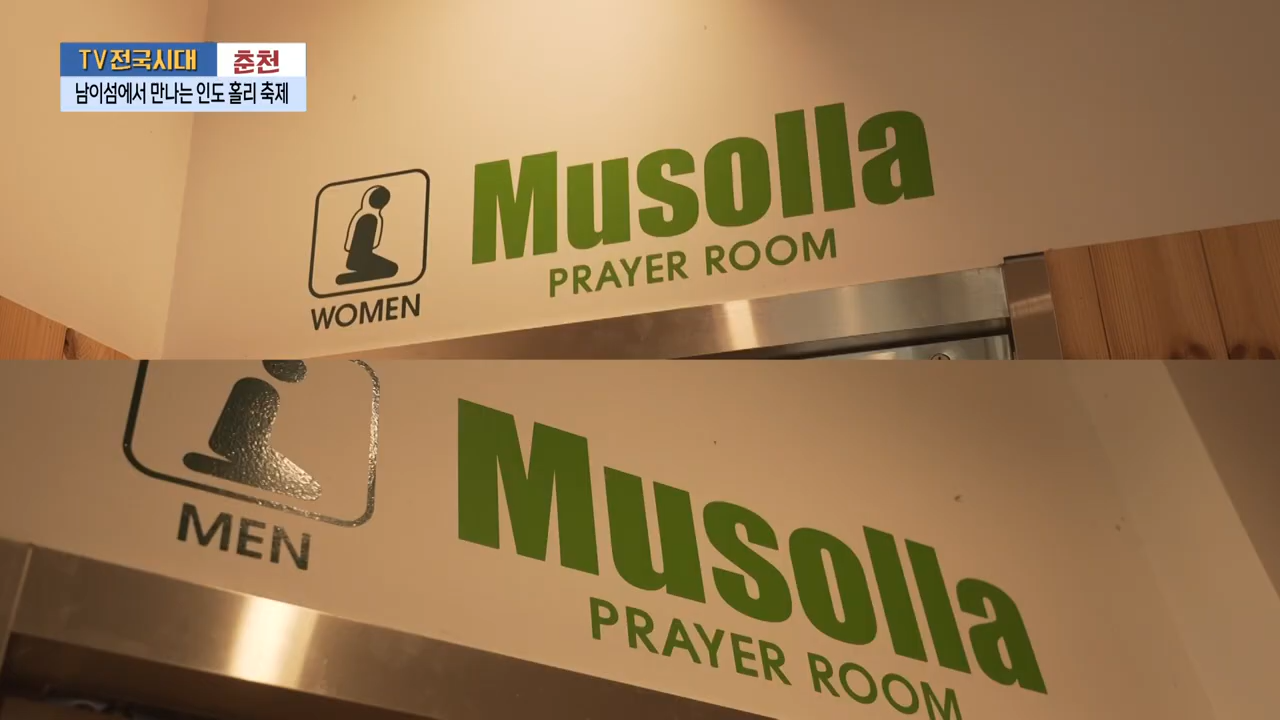 TV전국시대 춘천
남이섬에서 만나는 인도 홀리 축제
Musolla
PRAYER ROOM
WOMEN
Musolla
MEN
PRAYER ROOM